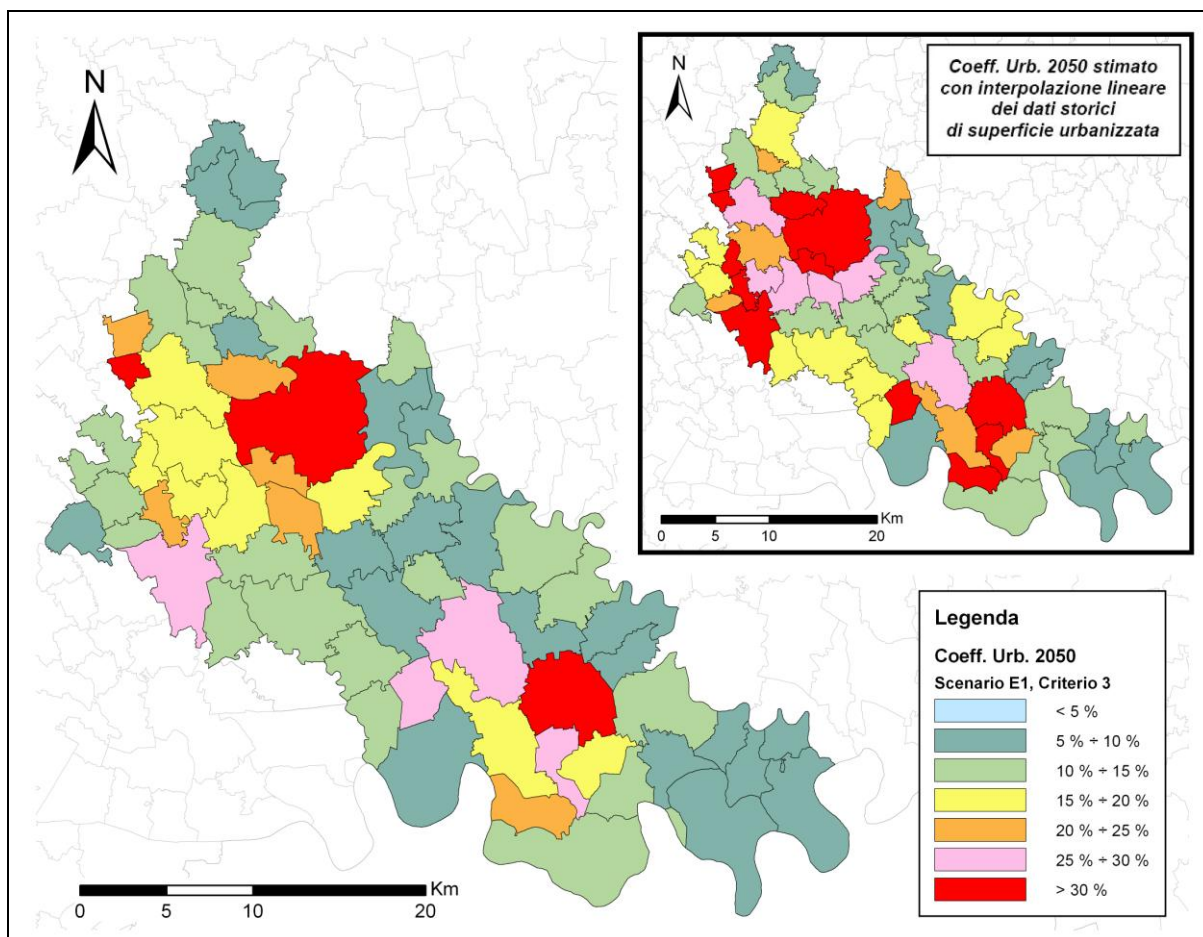 N
Km
0 5 10 20
N
Coeff. Urb. 2050 stimato
con interpolazione lineare
dei dati storici
di superficie urbanizzata
Km
0 5 10 20
Legenda
Coeff. Urb. 2050
Scenario E1, Criterio 3
< 5 %
5 % ÷ 10 %
10 % ÷ 15 %
15 % ÷ 20 %
20 % ÷ 25 %
25 % ÷ 30 %
> 30 %